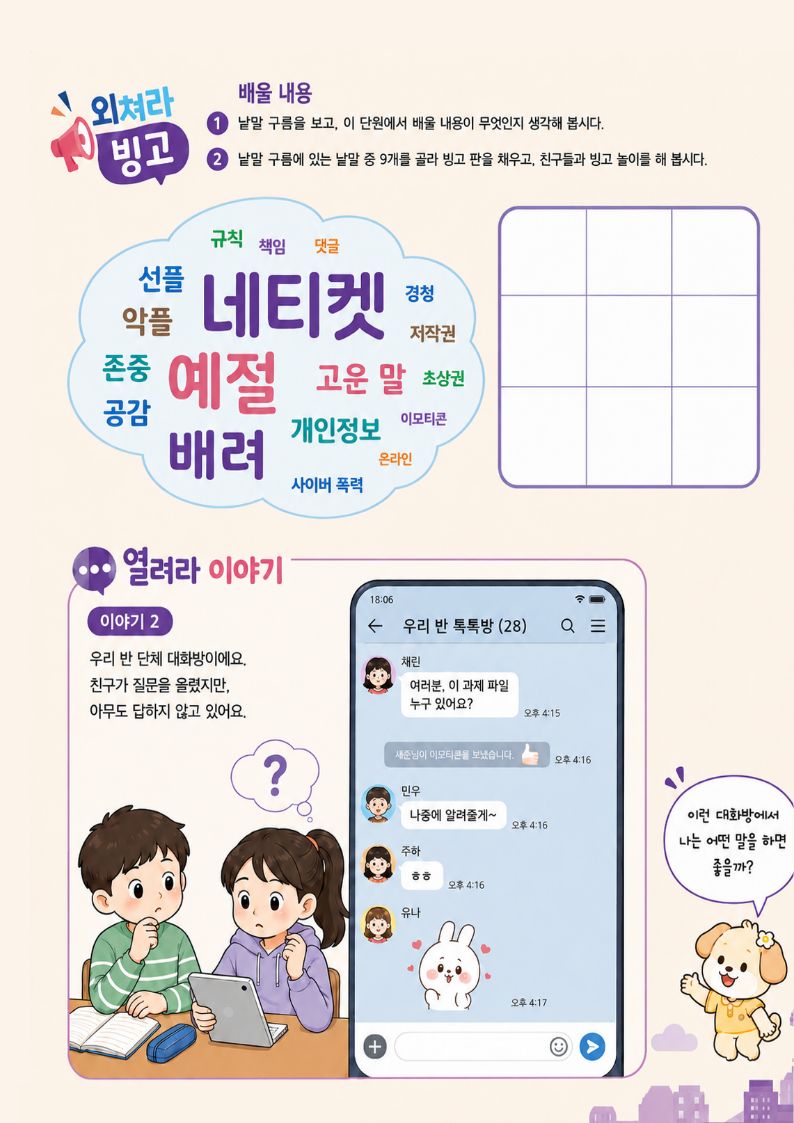 외쳐라
빙고
배울 내용
1 낱말 구름을 보고, 이 단원에서 배울 내용이 무엇인지 생각해 봅시다.
2 낱말 구름에 있는 낱말 중 9개를 골라 빙고 판을 채우고, 친구들과 빙고 놀이를 해 봅시다.
규칙 책임 댓글
선플 네티켓 경청
악플 저작권
존중 예절 고운 말 초상권
공감 이모티콘
배려 개인정보
온라인
사이버 폭력
열려라 이야기
이야기 2
우리 반 단체 대화방이에요.
친구가 질문을 올렸지만,
아무도 답하지 않고 있어요.
?
18:06
우리 반 톡톡방 (28)
채린
여러분, 이 과제 파일
누구 있어요?
오후 4:15
새준님이 이모티콘를 보냈습니다. 오후 4:16
민우
나중에 알려줄게~ 오후 4:16
주하
ㅎㅎ 오후 4:16
유나
오후 4:17
이런 대화방에서
나는 어떤 말을 하면
좋을까?